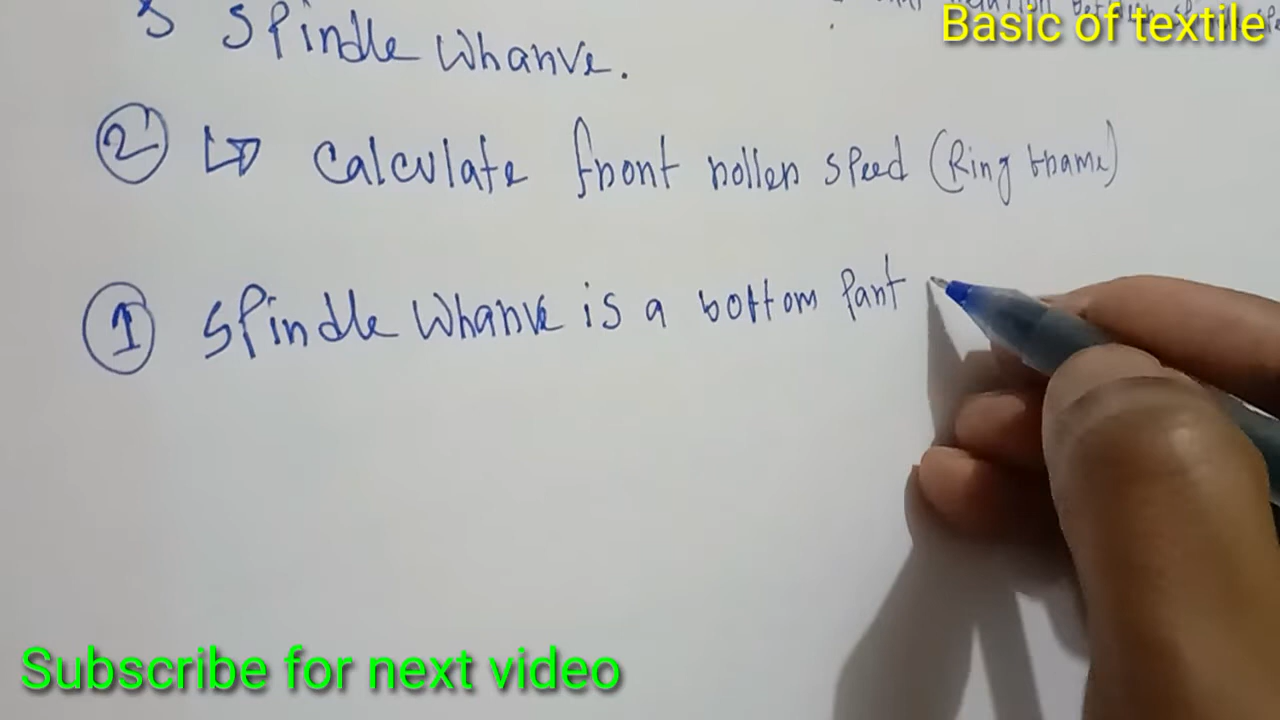 Basic of textile
Spindle Wharve.
② Calculate front roller speed (Ring frame)
① Spindle Wharve is a bottom Part
Subscribe for next video